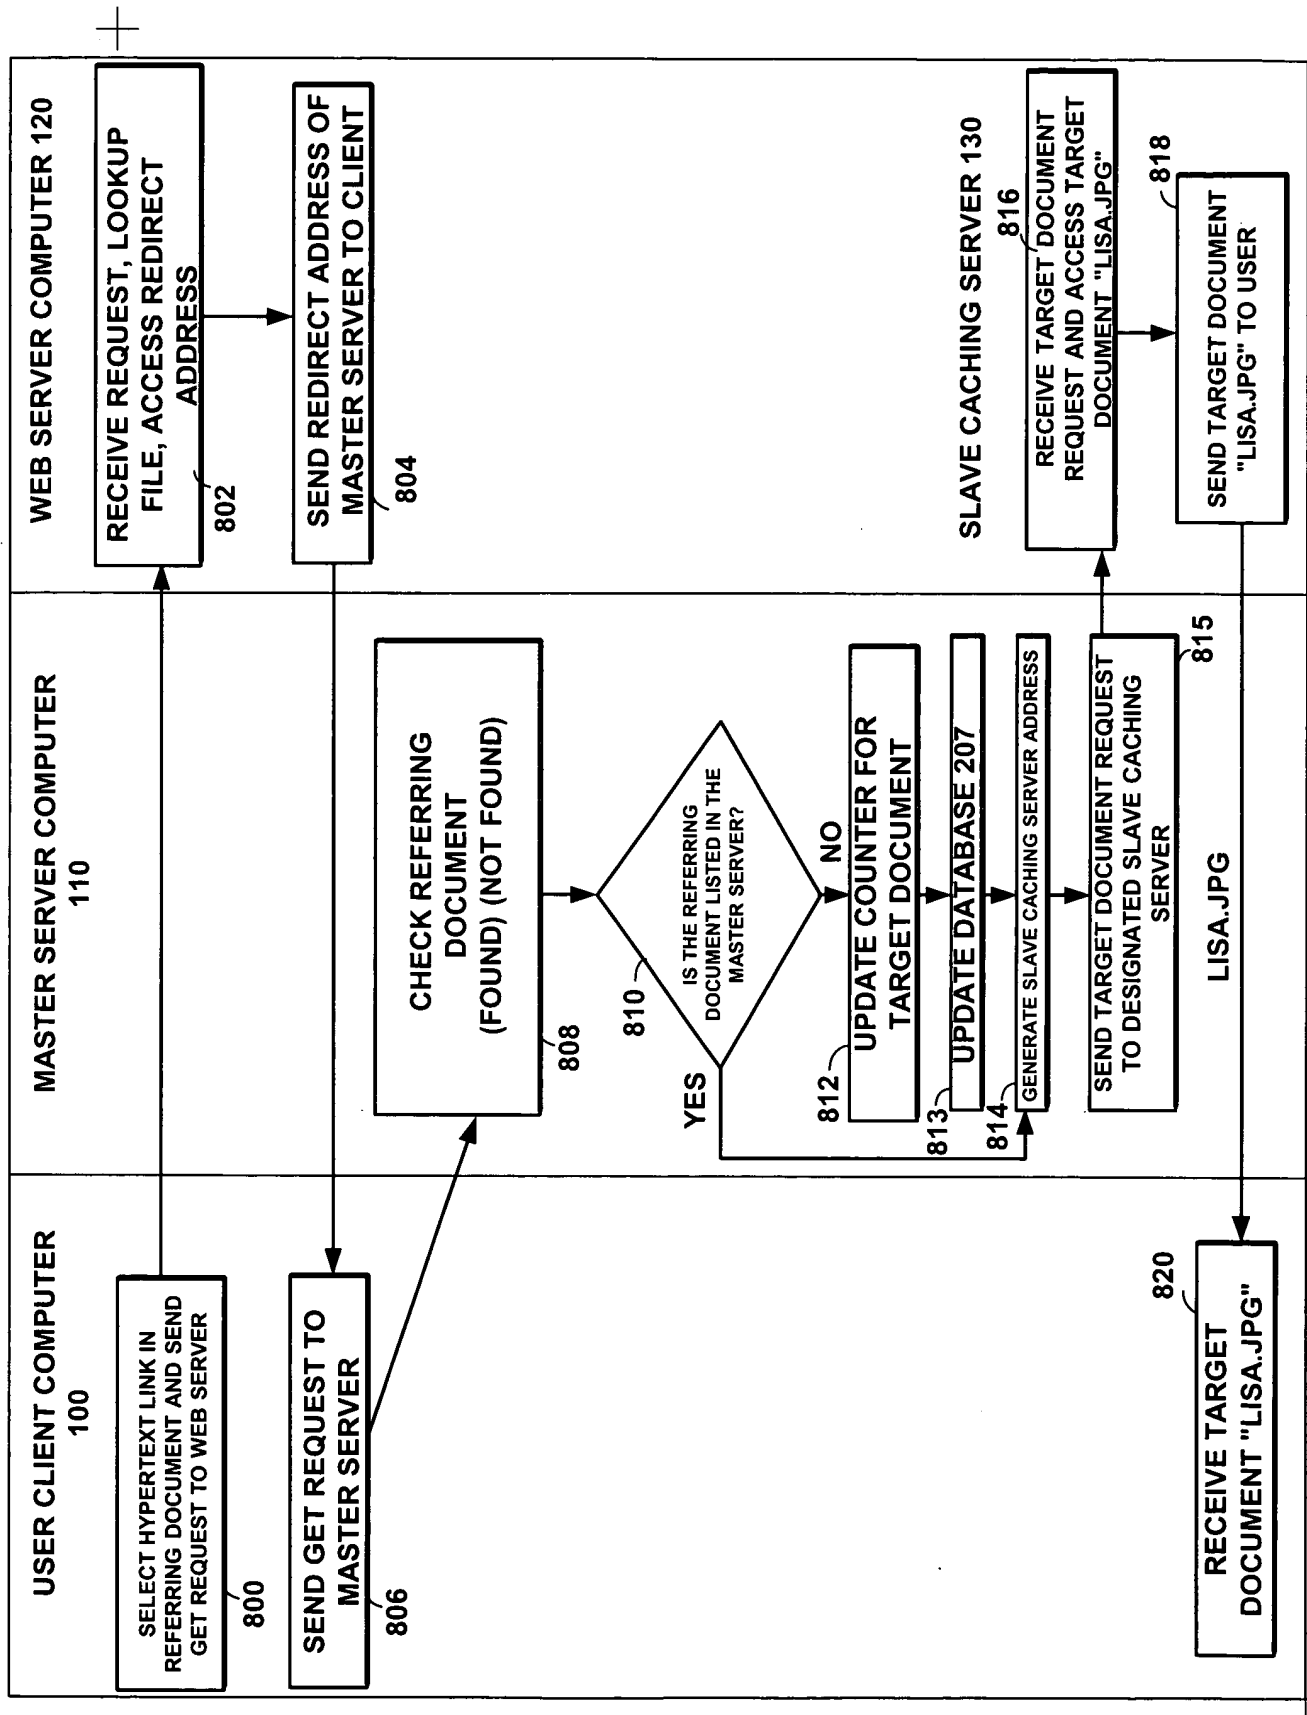 USER CLIENT COMPUTER
100
SELECT HYPERTEXT LINK IN
REFERRING DOCUMENT AND SEND
GET REQUEST TO WEB SERVER
800
SEND GET REQUEST TO
MASTER SERVER
806
RECEIVE TARGET
DOCUMENT "LISA.JPG"
820
MASTER SERVER COMPUTER
110
CHECK REFERRING
DOCUMENT
(FOUND) (NOT FOUND)
808
IS THE REFERRING
DOCUMENT LISTED IN THE
MASTER SERVER?
810
YES
NO
UPDATE COUNTER FOR
TARGET DOCUMENT
812
UPDATE DATABASE 207
813
GENERATE SLAVE CACHING SERVER ADDRESS
814
SEND TARGET DOCUMENT REQUEST
TO DESIGNATED SLAVE CACHING
SERVER
815
LISA.JPG
WEB SERVER COMPUTER 120
RECEIVE REQUEST, LOOKUP
FILE, ACCESS REDIRECT
ADDRESS
802
SEND REDIRECT ADDRESS OF
MASTER SERVER TO CLIENT
804
SLAVE CACHING SERVER 130
816
RECEIVE TARGET DOCUMENT
REQUEST AND ACCESS TARGET
DOCUMENT "LISA.JPG"
818
SEND TARGET DOCUMENT
"LISA.JPG" TO USER